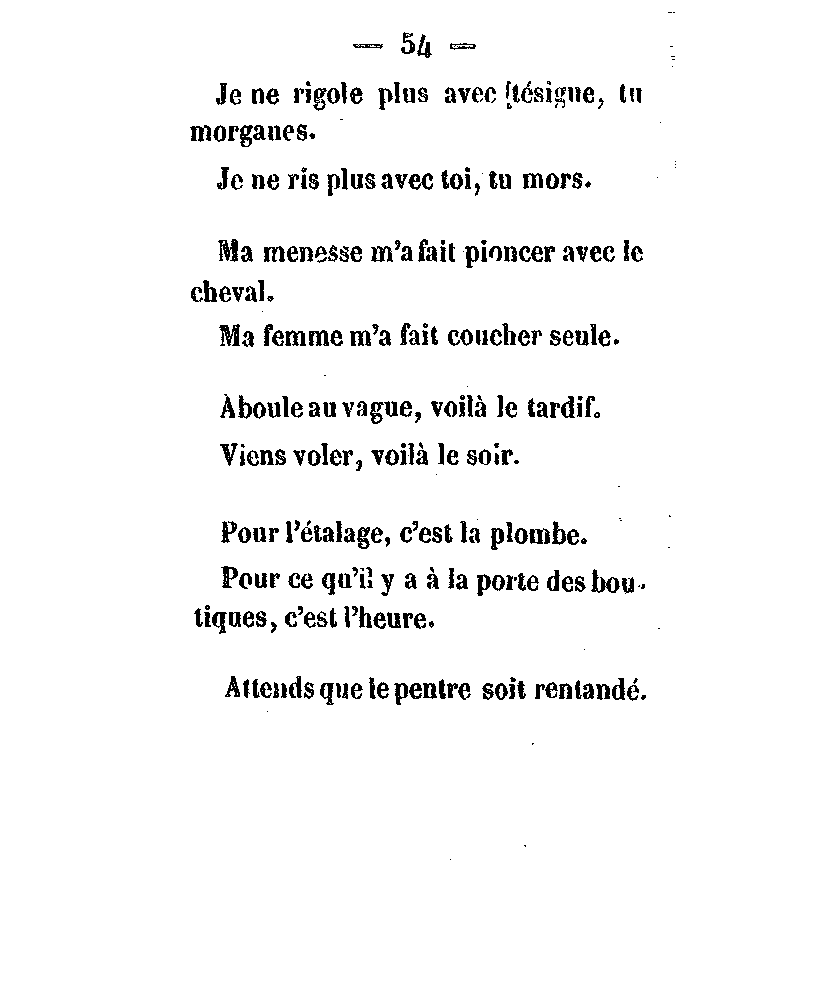 — 54 —
Je ne rigole plus avec tésigue, tu
morganes.
Je ne ris plus avec toi, tu mors.
Ma menesse m'a fait pioncer avec le
cheval.
Ma femme m'a fait coucher seule.
Aboule au vague, voilà le tardif.
Viens voler, voilà le soir.
Pour l'étalage, c'est la plombe.
Pour ce qu'il y a à la porte des bou-
tiques, c'est l'heure.
Attends que le pentre soit rentandé.